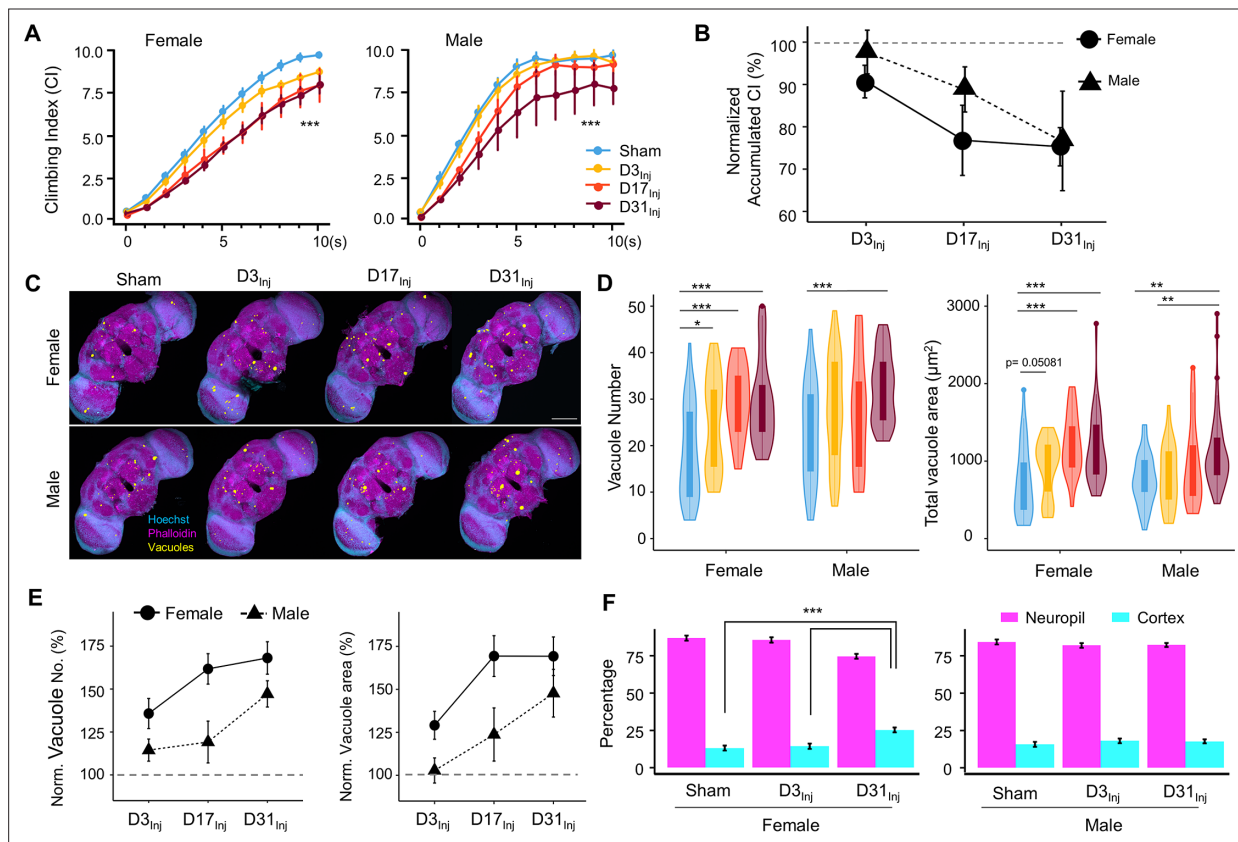 A
Female
Male
Climbing Index (CI)
10.0
7.5
5.0
2.5
0.0
***
0
5
10(s)
10.0
7.5
5.0
2.5
0.0
***
Sham
D3Inj
D17Inj
D31Inj
0
5
10(s)
B
Normalized
Accumulated CI (%)
100
90
80
70
60
Female
Male
D3Inj
D17Inj
D31Inj
C
Sham
D3Inj
D17Inj
D31Inj
Female
Male
Hoechst
Phalloidin
Vacuoles
D
Vacuole Number
50
40
30
20
10
0
***
***
*
***
Female
Male
Total vacuole area (µm²)
3000
2000
1000
0
***
***
p= 0.05081
**
**
Female
Male
E
Female
Male
Norm. Vacuole No. (%)
175
150
125
100
D3Inj
D17Inj
D31Inj
Norm. Vacuole area (%)
175
150
125
100
D3Inj
D17Inj
D31Inj
F
***
Neuropil
Cortex
Percentage
75
25
0
Sham
D3Inj
D31Inj
Female
75
25
0
Sham
D3Inj
D31Inj
Male